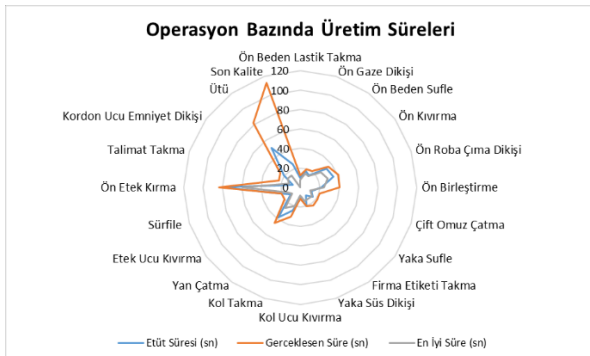 Operasyon Bazında Üretim Süreleri
Ön Beden Lastik Takma
Son Kalite
Ön Gaze Dikişi
Ütü
Ön Beden Sufle
Kordon Ucu Emniyet Dikişi
Ön Kıvırma
Talimat Takma
Ön Roba Çıma Dikişi
Ön Etek Kırma
Ön Birleştirme
Sürfile
Çift Omuz Çatma
Etek Ucu Kıvırma
Yaka Sufle
Yan Çatma
Firma Etiketi Takma
Kol Takma
Yaka Süs Dikişi
Kol Ucu Kıvırma
120
100
80
60
40
20
0
Etüt Süresi (sn)
Gerceklesen Süre (sn)
En İyi Süre (sn)